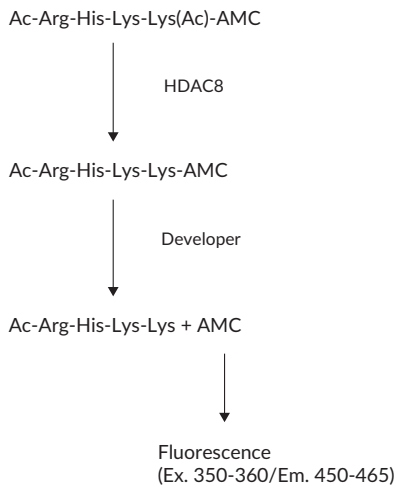 Ac-Arg-His-Lys-Lys(Ac)-AMC
HDAC8
Ac-Arg-His-Lys-Lys-AMC
Developer
Ac-Arg-His-Lys-Lys + AMC
Fluorescence
(Ex. 350-360/Em. 450-465)